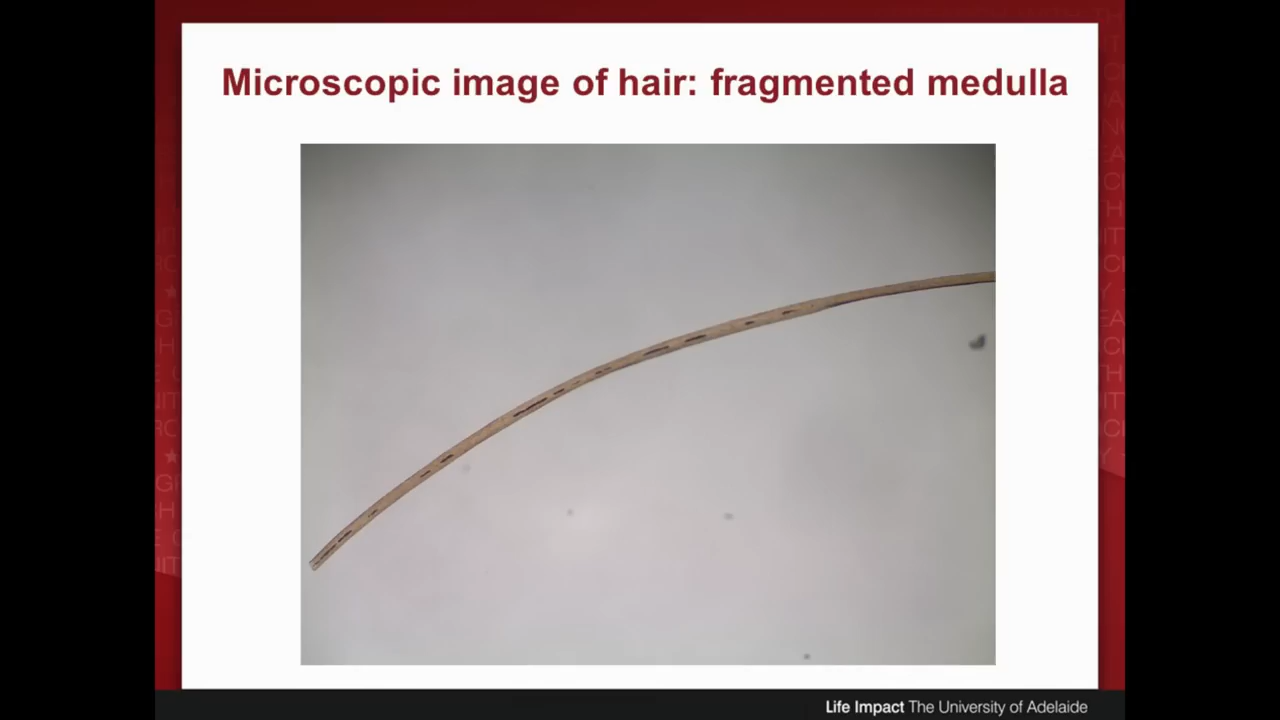 Microscopic image of hair: fragmented medulla
Life Impact The University of Adelaide